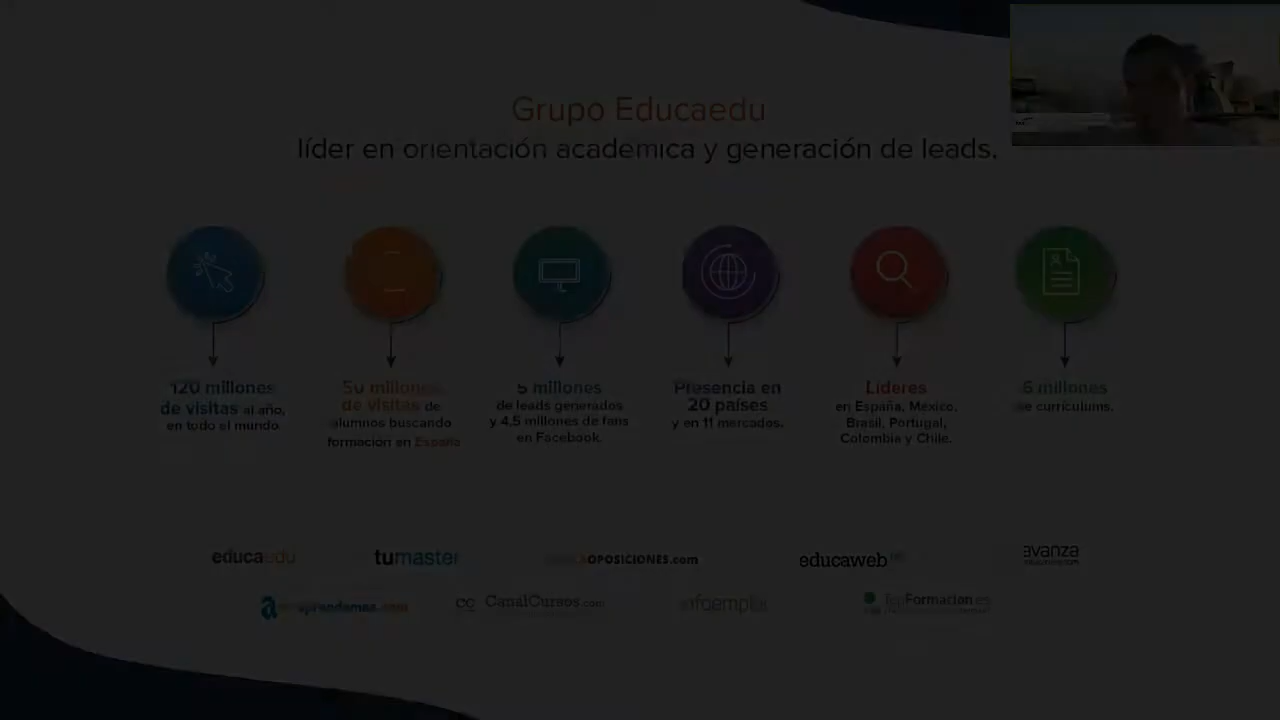 Grupo Educaedu
líder en orientación académica y generación de leads.
120 millones
de visitas al año,
en todo el mundo.
50 millones
de visitas de
alumnos buscando
formación en España
5 millones
de leads generados
y 4,5 millones de fans
en Facebook.
Presencia en
20 países
y en 11 mercados.
Líderes
en España, México,
Brasil, Portugal,
Colombia y Chile.
6 millones
de currículums.
educaedu
tumaster
OPOSICIONES.com
educaweb
avanza
aprendemas.com
CanalCursos.com
infoempleo
TopFormacion.es